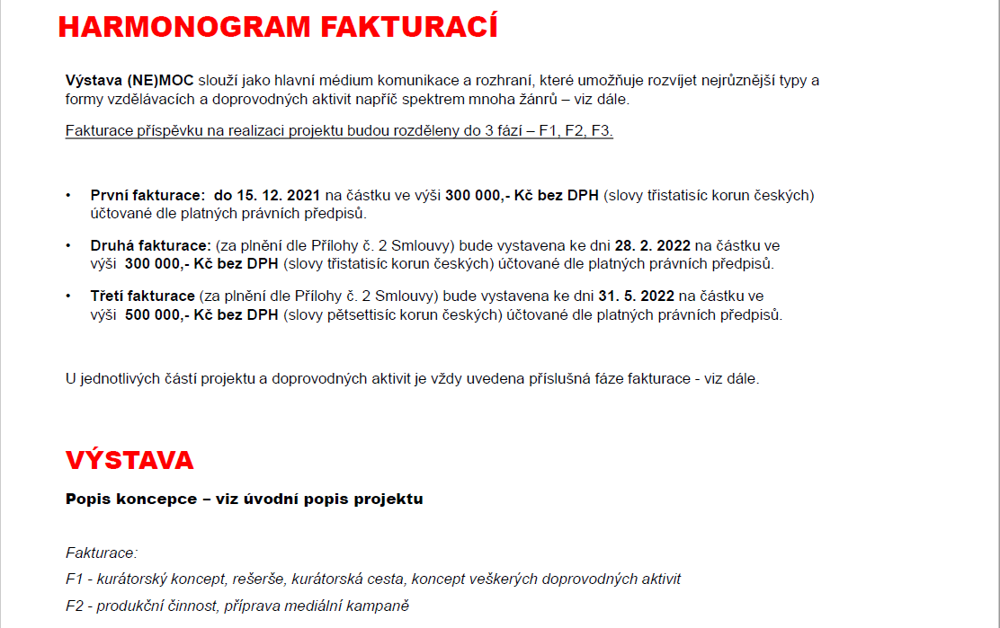 HARMONOGRAM FAKTURACÍ
Výstava (NE)MOC slouží jako hlavní médium komunikace a rozhraní, které umožňuje rozvíjet nejrůznější typy a
formy vzdělávacích a doprovodných aktivit napříč spektrem mnoha žánrů – viz dále.
Fakturace příspěvku na realizaci projektu budou rozděleny do 3 fází – F1, F2, F3.
• První fakturace: do 15. 12. 2021 na částku ve výši 300 000,- Kč bez DPH (slovy třistatisíc korun českých)
účtované dle platných právních předpisů.
• Druhá fakturace: (za plnění dle Přílohy č. 2 Smlouvy) bude vystavena ke dni 28. 2. 2022 na částku ve
výši 300 000,- Kč bez DPH (slovy třistatisíc korun českých) účtované dle platných právních předpisů.
• Třetí fakturace (za plnění dle Přílohy č. 2 Smlouvy) bude vystavena ke dni 31. 5. 2022 na částku ve
výši 500 000,- Kč bez DPH (slovy pětsettisíc korun českých) účtované dle platných právních předpisů.
U jednotlivých částí projektu a doprovodných aktivit je vždy uvedena příslušná fáze fakturace - viz dále.
VÝSTAVA
Popis koncepce – viz úvodní popis projektu
Fakturace:
F1 - kurátorský koncept, rešerše, kurátorská cesta, koncept veškerých doprovodných aktivit
F2 - produkční činnost, příprava mediální kampaně